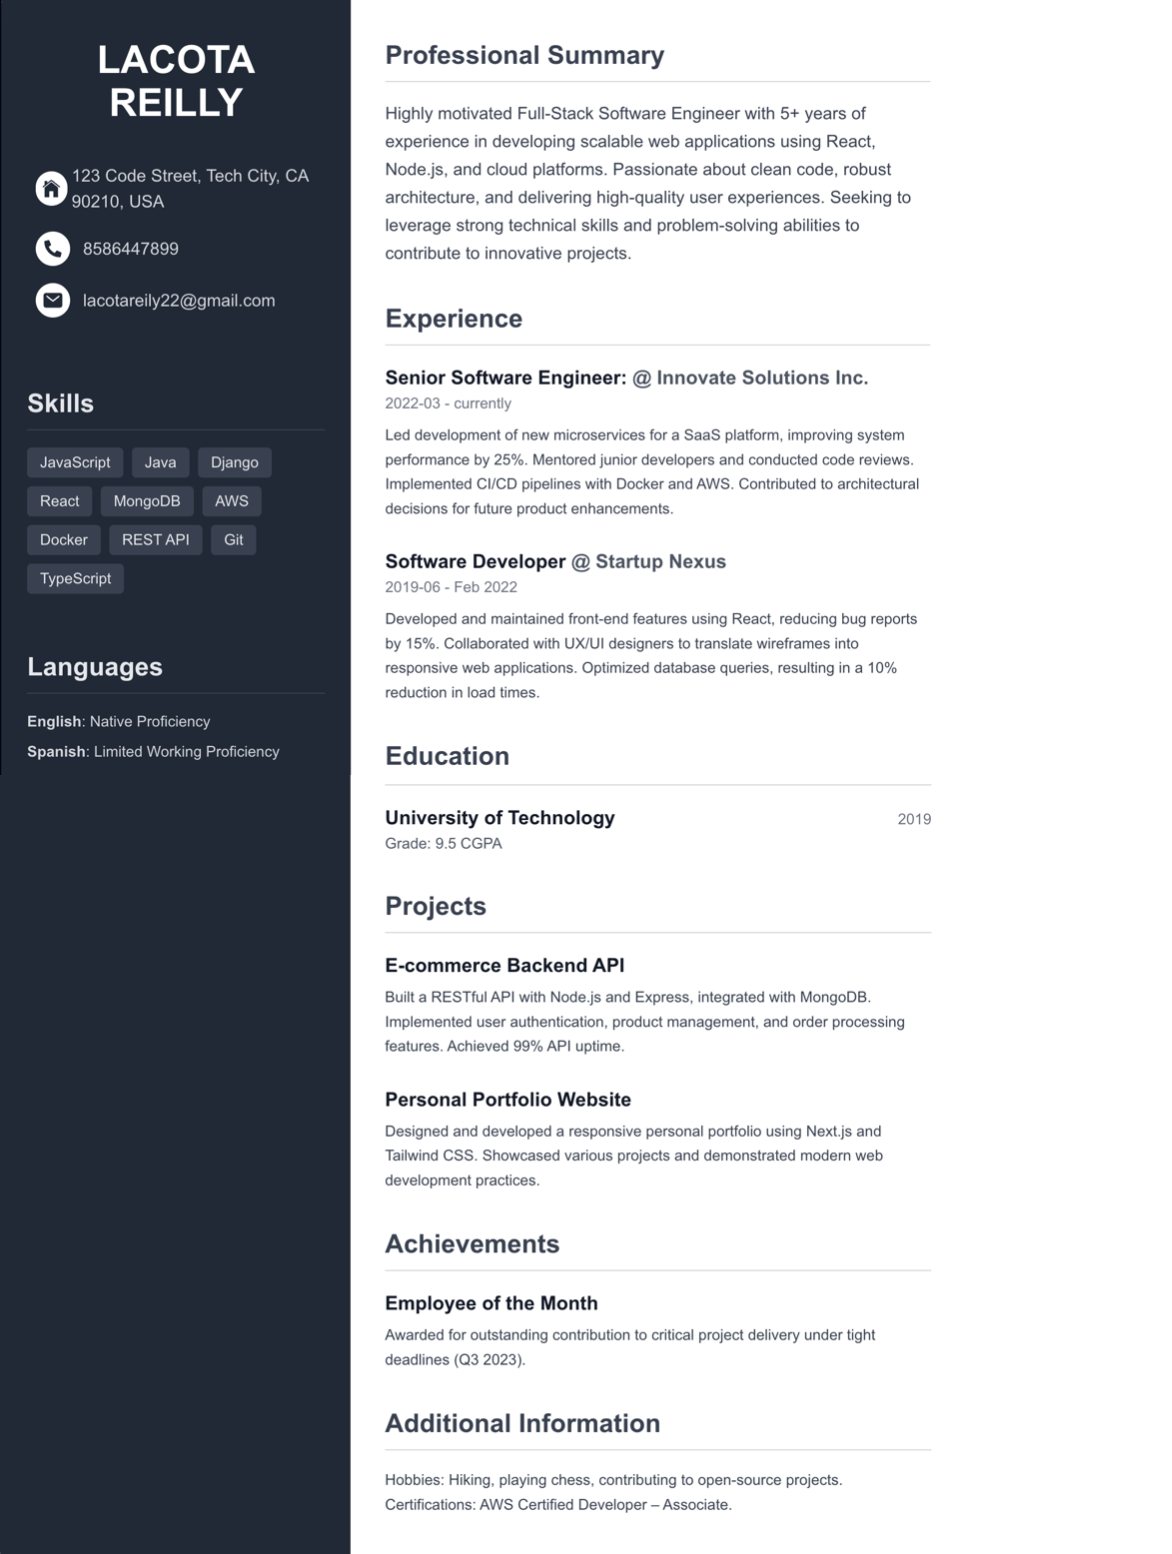 LACOTA
REILLY
123 Code Street, Tech City, CA
90210, USA
8586447899
lacotareily22@gmail.com
Skills
JavaScript Java Django
React MongoDB AWS
Docker REST API Git
TypeScript
Languages
English: Native Proficiency
Spanish: Limited Working Proficiency
Professional Summary
Highly motivated Full-Stack Software Engineer with 5+ years of
experience in developing scalable web applications using React,
Node.js, and cloud platforms. Passionate about clean code, robust
architecture, and delivering high-quality user experiences. Seeking to
leverage strong technical skills and problem-solving abilities to
contribute to innovative projects.
Experience
Senior Software Engineer: @ Innovate Solutions Inc.
2022-03 - currently
Led development of new microservices for a SaaS platform, improving system
performance by 25%. Mentored junior developers and conducted code reviews.
Implemented CI/CD pipelines with Docker and AWS. Contributed to architectural
decisions for future product enhancements.
Software Developer @ Startup Nexus
2019-06 - Feb 2022
Developed and maintained front-end features using React, reducing bug reports
by 15%. Collaborated with UX/UI designers to translate wireframes into
responsive web applications. Optimized database queries, resulting in a 10%
reduction in load times.
Education
University of Technology 2019
Grade: 9.5 CGPA
Projects
E-commerce Backend API
Built a RESTful API with Node.js and Express, integrated with MongoDB.
Implemented user authentication, product management, and order processing
features. Achieved 99% API uptime.
Personal Portfolio Website
Designed and developed a responsive personal portfolio using Next.js and
Tailwind CSS. Showcased various projects and demonstrated modern web
development practices.
Achievements
Employee of the Month
Awarded for outstanding contribution to critical project delivery under tight
deadlines (Q3 2023).
Additional Information
Hobbies: Hiking, playing chess, contributing to open-source projects.
Certifications: AWS Certified Developer – Associate.